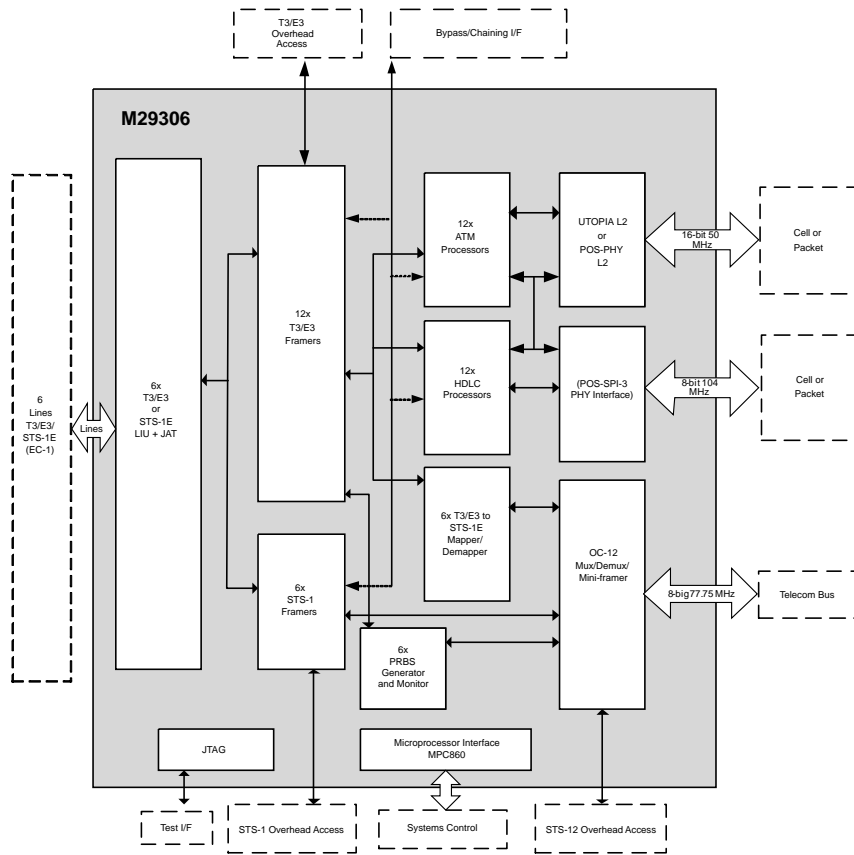 T3/E3
Overhead
Access
Bypass/Chaining I/F
M29306
6
Lines
T3/E3/
STS-1E
(EC-1)
Lines
6x
T3/E3
or
STS-1E
LIU + JAT
12x
T3/E3
Framers
6x
STS-1
Framers
12x
ATM
Processors
12x
HDLC
Processors
6x T3/E3 to
STS-1E
Mapper/
Demapper
6x
PRBS
Generator
and Monitor
UTOPIA L2
or
POS-PHY
L2
(POS-SPI-3
PHY Interface)
OC-12
Mux/Demux/
Mini-framer
16-bit 50
MHz
8-bit 104
MHz
8-big77.75 MHz
Cell or
Packet
Cell or
Packet
Telecom Bus
JTAG
Microprocessor Interface
MPC860
Test I/F
STS-1 Overhead Access
Systems Control
STS-12 Overhead Access